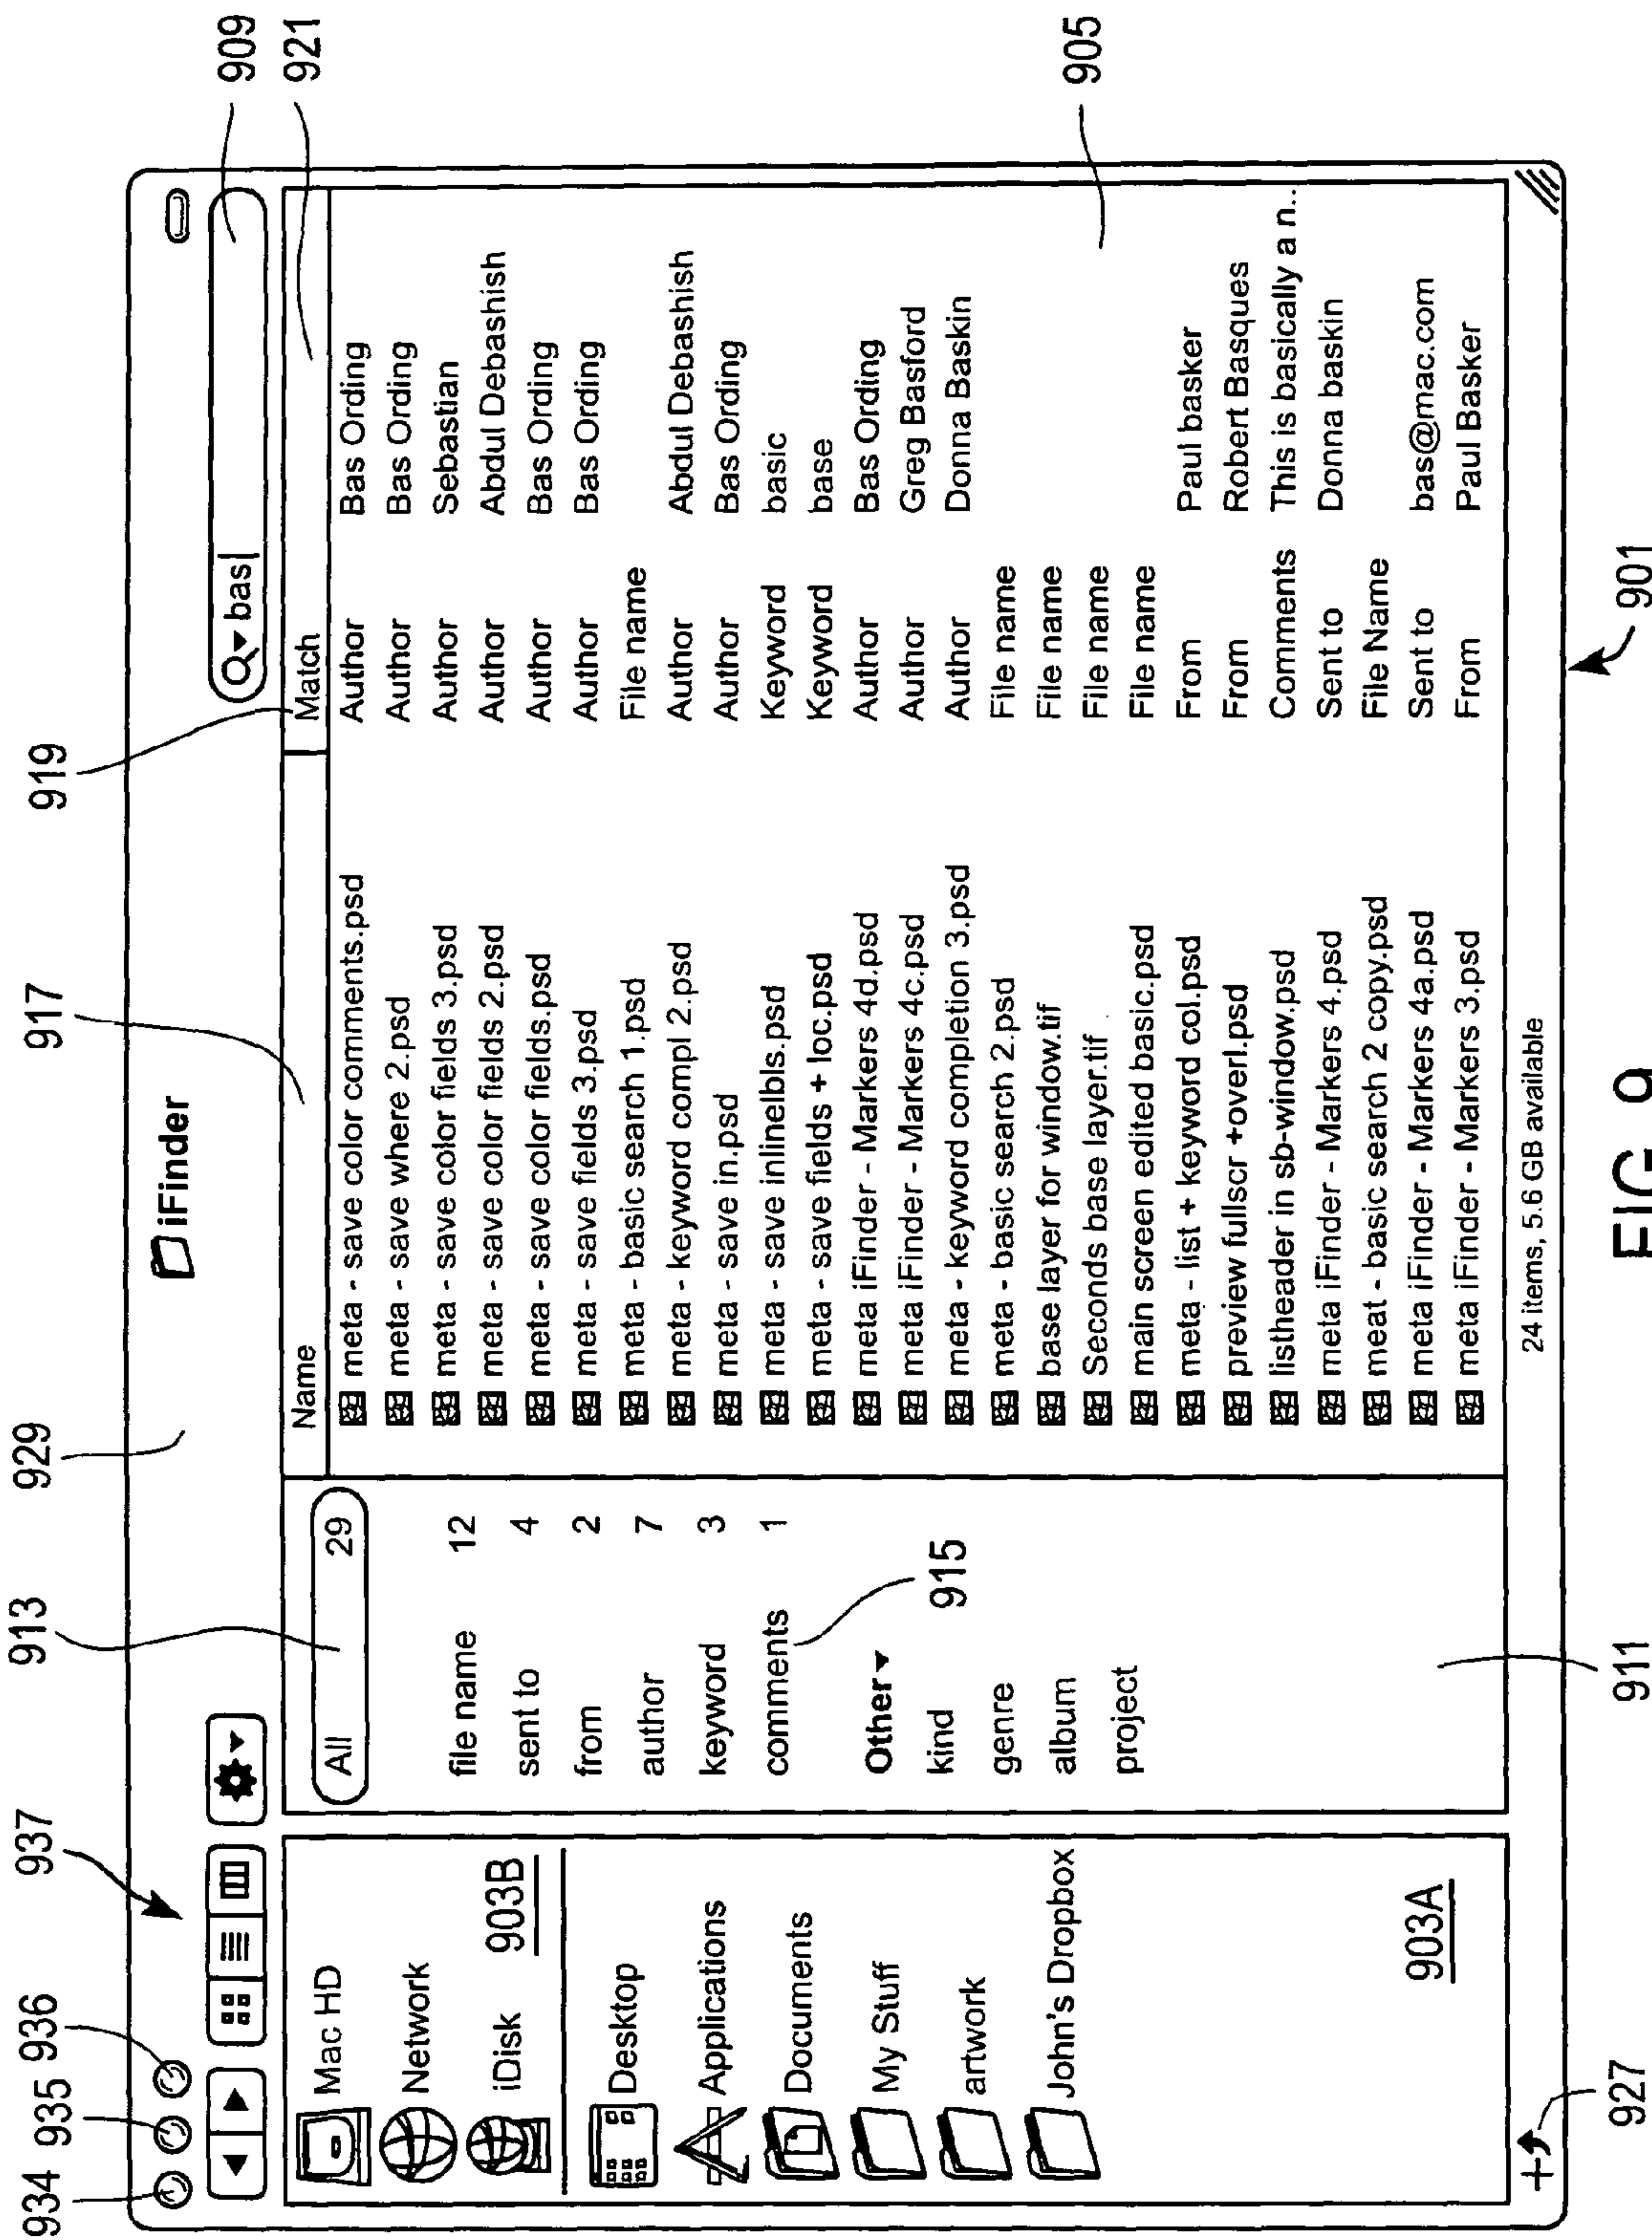 934 935 936 937 913 929 917 919
iFinder
bas
909
921
Mac HD
Network
iDisk
903B
Desktop
Applications
Documents
My Stuff
artwork
John's Dropbox
903A
All 29
file name 12
sent to 4
from 2
author 7
keyword 3
comments 1
915
Other
kind
genre
album
project
Name Match
meta - save color comments.psd Author Bas Ording
meta - save where 2.psd Author Bas Ording
meta - save color fields 3.psd Author Sebastian
meta - save color fields 2.psd Author Abdul Debashish
meta - save color fields.psd Author Bas Ording
meta - save fields 3.psd Author Bas Ording
meta - basic search 1.psd File name
meta - keyword compl 2.psd Author Abdul Debashish
meta - save in.psd Author Bas Ording
meta - save inlinelbls.psd Keyword basic
meta - save fields + loc.psd Keyword base
meta iFinder - Markers 4d.psd Author Bas Ording
meta iFinder - Markers 4c.psd Author Greg Basford
meta - keyword completion 3.psd Author Donna Baskin
meta - basic search 2.psd File name
base layer for window.tif File name
Seconds base layer.tif File name
main screen edited basic.psd File name
meta - list + keyword col.psd From Paul basker
preview fullscr +overl.psd From Robert Basques
listheader in sb-window.psd Comments This is basically a n..
meta iFinder - Markers 4.psd Sent to Donna baskin
meat - basic search 2 copy.psd File Name
meta iFinder - Markers 4a.psd Sent to bas@mac.com
meta iFinder - Markers 3.psd From Paul Basker
905
24 items, 5.6 GB available
927 911 901
FIG. 9